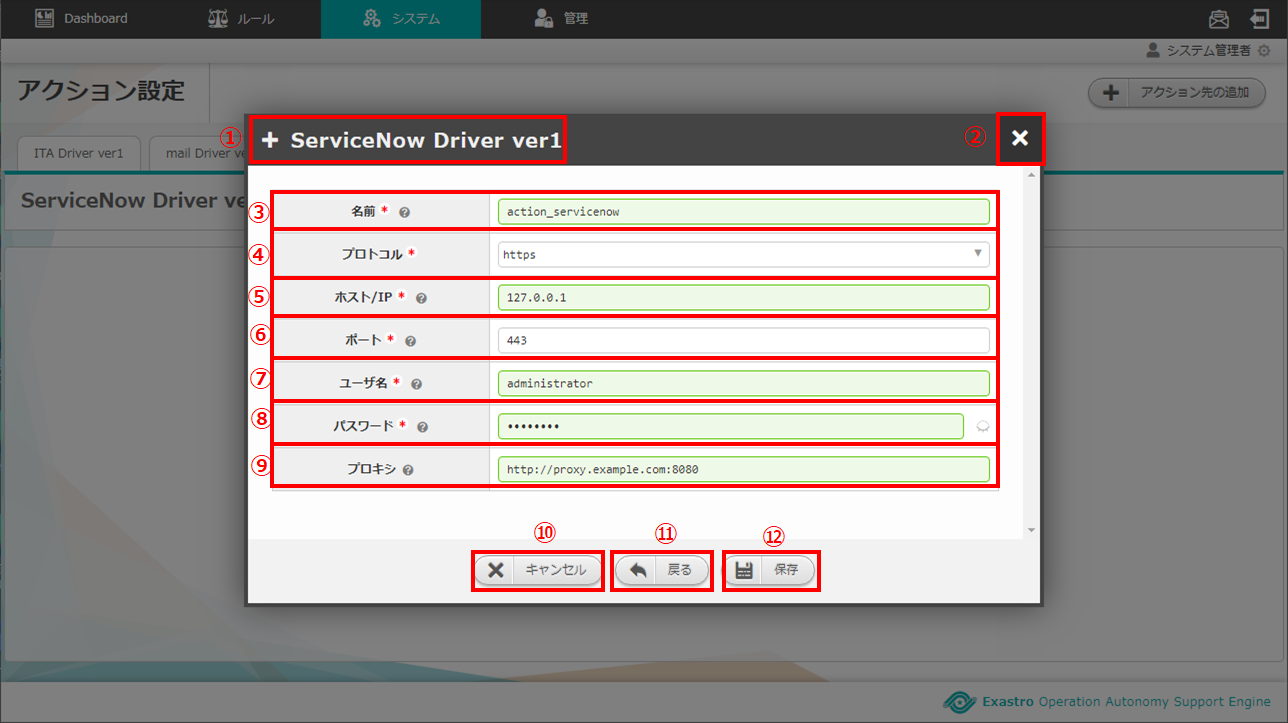 Dashboard ルール システム 管理
システム管理者
アクション設定
アクション先の追加
ITA Driver ver1 mail Driver ve
ServiceNow Driver ve
① ServiceNow Driver ver1 ②
③ 名前 * action_servicenow
④ プロトコル * https
⑤ ホスト/IP * 127.0.0.1
⑥ ポート * 443
⑦ ユーザ名 * administrator
⑧ パスワード * ••••••••
⑨ プロキシ http://proxy.example.com:8080
⑩ ⑪ ⑫
キャンセル 戻る 保存
Exastro Operation Autonomy Support Engine